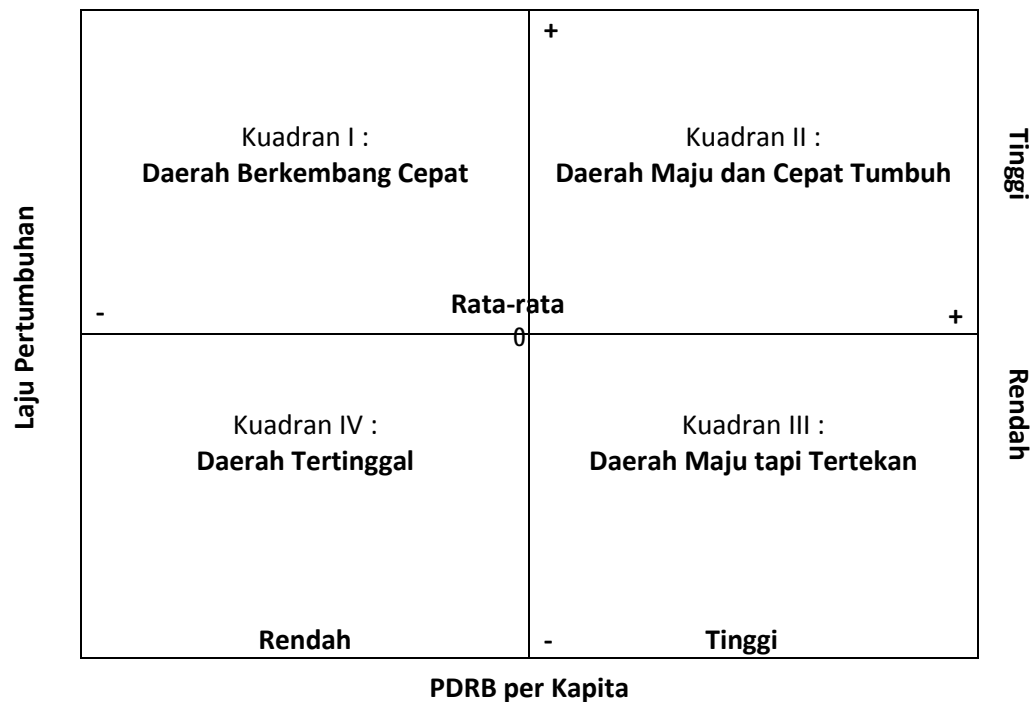 +
Kuadran I :
Daerah Berkembang Cepat
Kuadran II :
Daerah Maju dan Cepat Tumbuh
Tinggi
Laju Pertumbuhan
-
Rata-rata
+
0
Kuadran IV :
Daerah Tertinggal
Kuadran III :
Daerah Maju tapi Tertekan
Rendah
Rendah
-
Tinggi
PDRB per Kapita